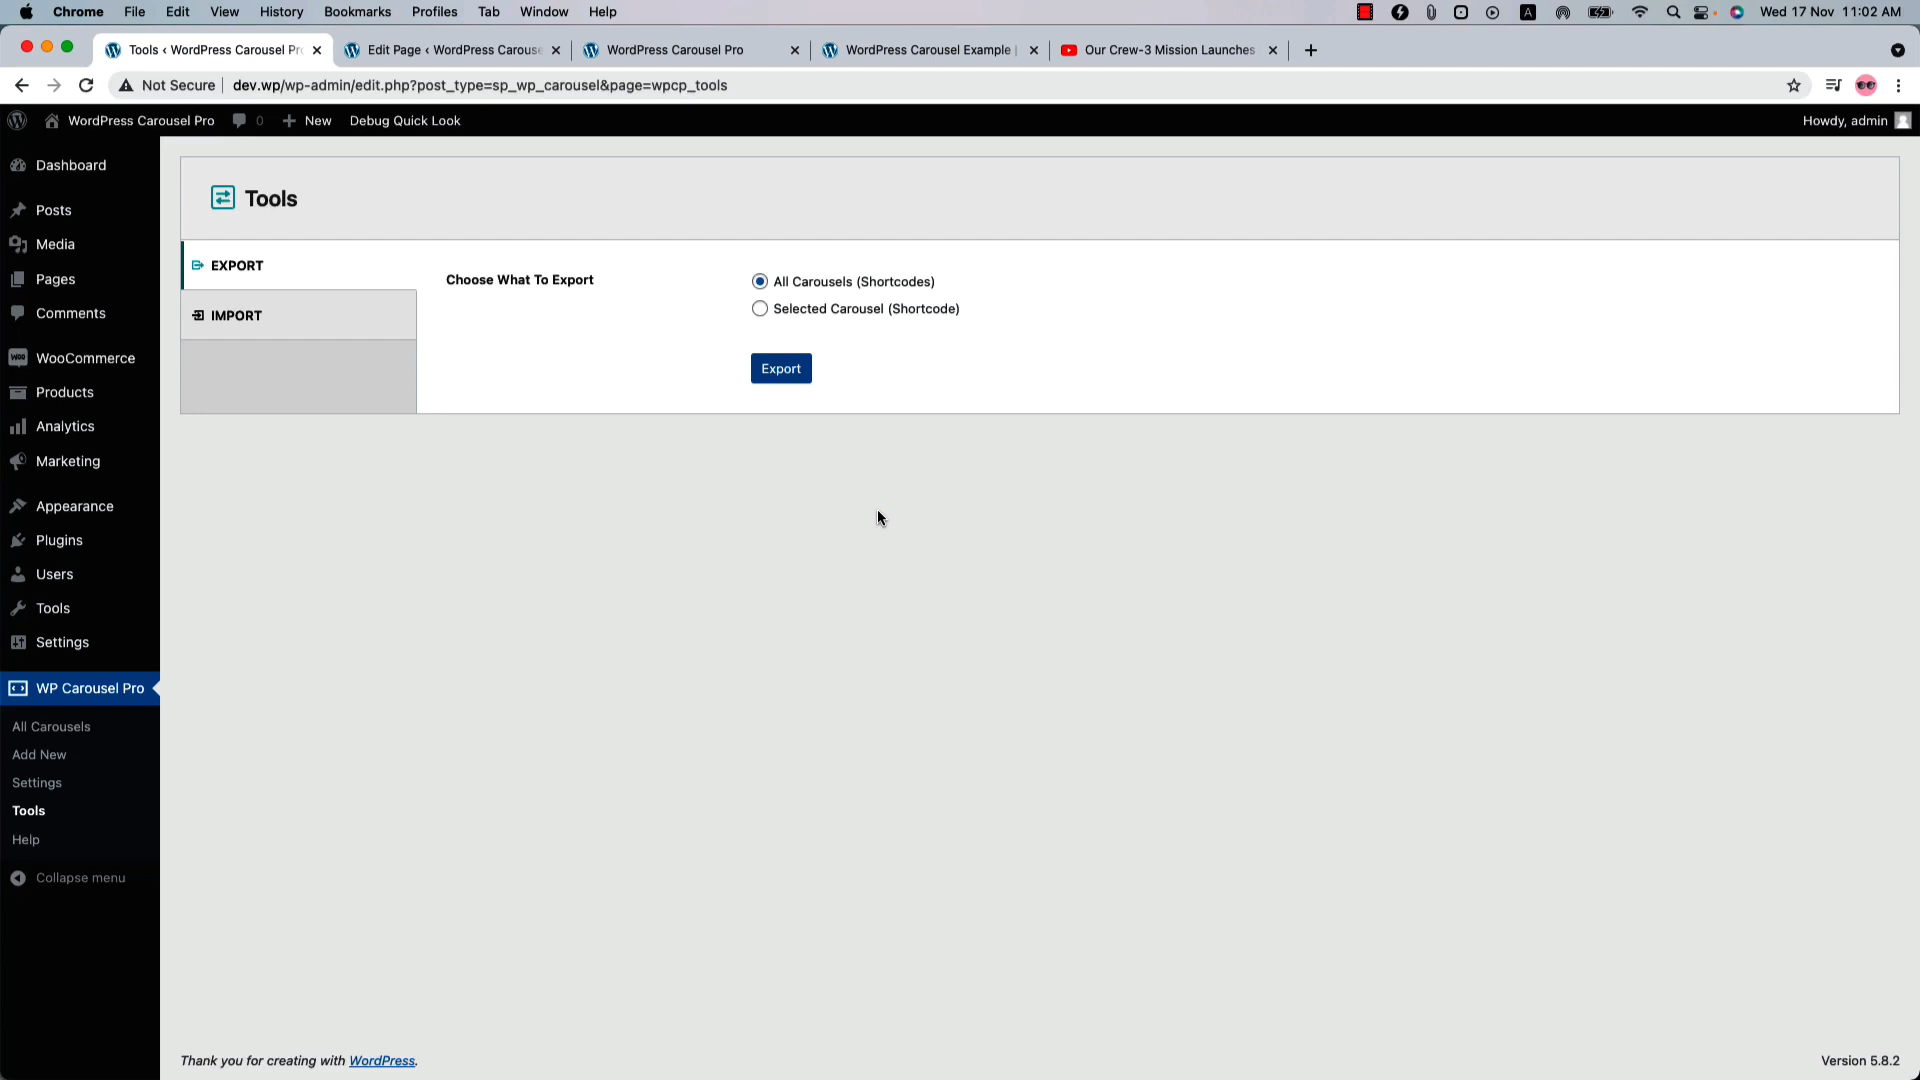 Chrome File Edit View History Bookmarks Profiles Tab Window Help A Wed 17 Nov 11:02 AM
Tools ‹ WordPress Carousel Pro Edit Page ‹ WordPress Carouse WordPress Carousel Pro WordPress Carousel Example | Our Crew-3 Mission Launches
Not Secure dev.wp/wp-admin/edit.php?post_type=sp_wp_carousel&page=wpcp_tools
WordPress Carousel Pro 0 New Debug Quick Look Howdy, admin
Dashboard
Posts
Media
Pages
Comments
WooCommerce
Products
Analytics
Marketing
Appearance
Plugins
Users
Tools
Settings
WP Carousel Pro
All Carousels
Add New
Settings
Tools
Help
Collapse menu
Tools
EXPORT
IMPORT
Choose What To Export
All Carousels (Shortcodes)
Selected Carousel (Shortcode)
Export
Thank you for creating with WordPress.
Version 5.8.2